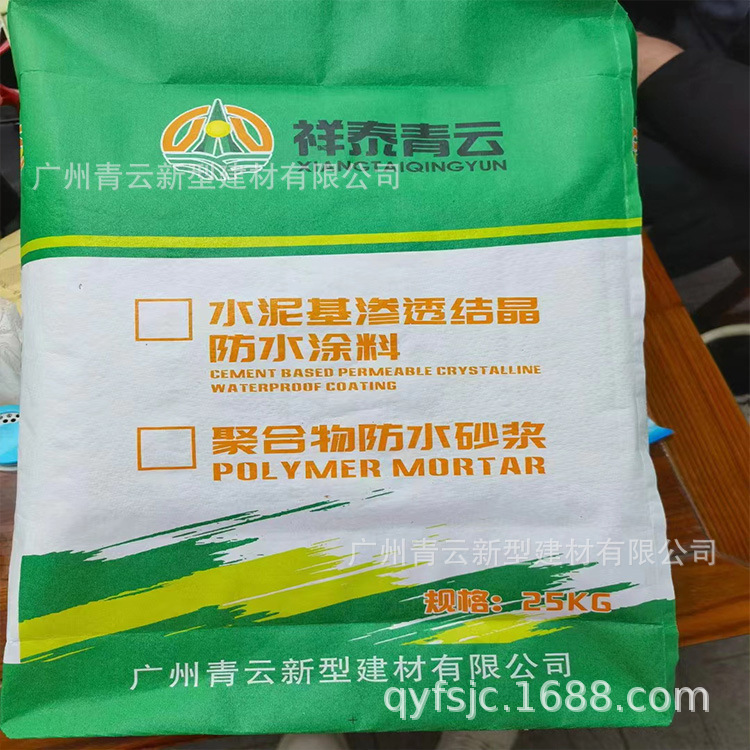 祥泰青云
XIANGTAIQINGYUN
广州青云新型建材有限公司
水泥基渗透结晶
防水涂料
CEMENT BASED PERMEABLE CRYSTALLINE
WATERPROOF COATING
聚合物防水砂浆
POLYMER MORTAR
广州青云新型建材有限公司
规格：25KG
广州青云新型建材有限公司
qyfsjc.1688.com